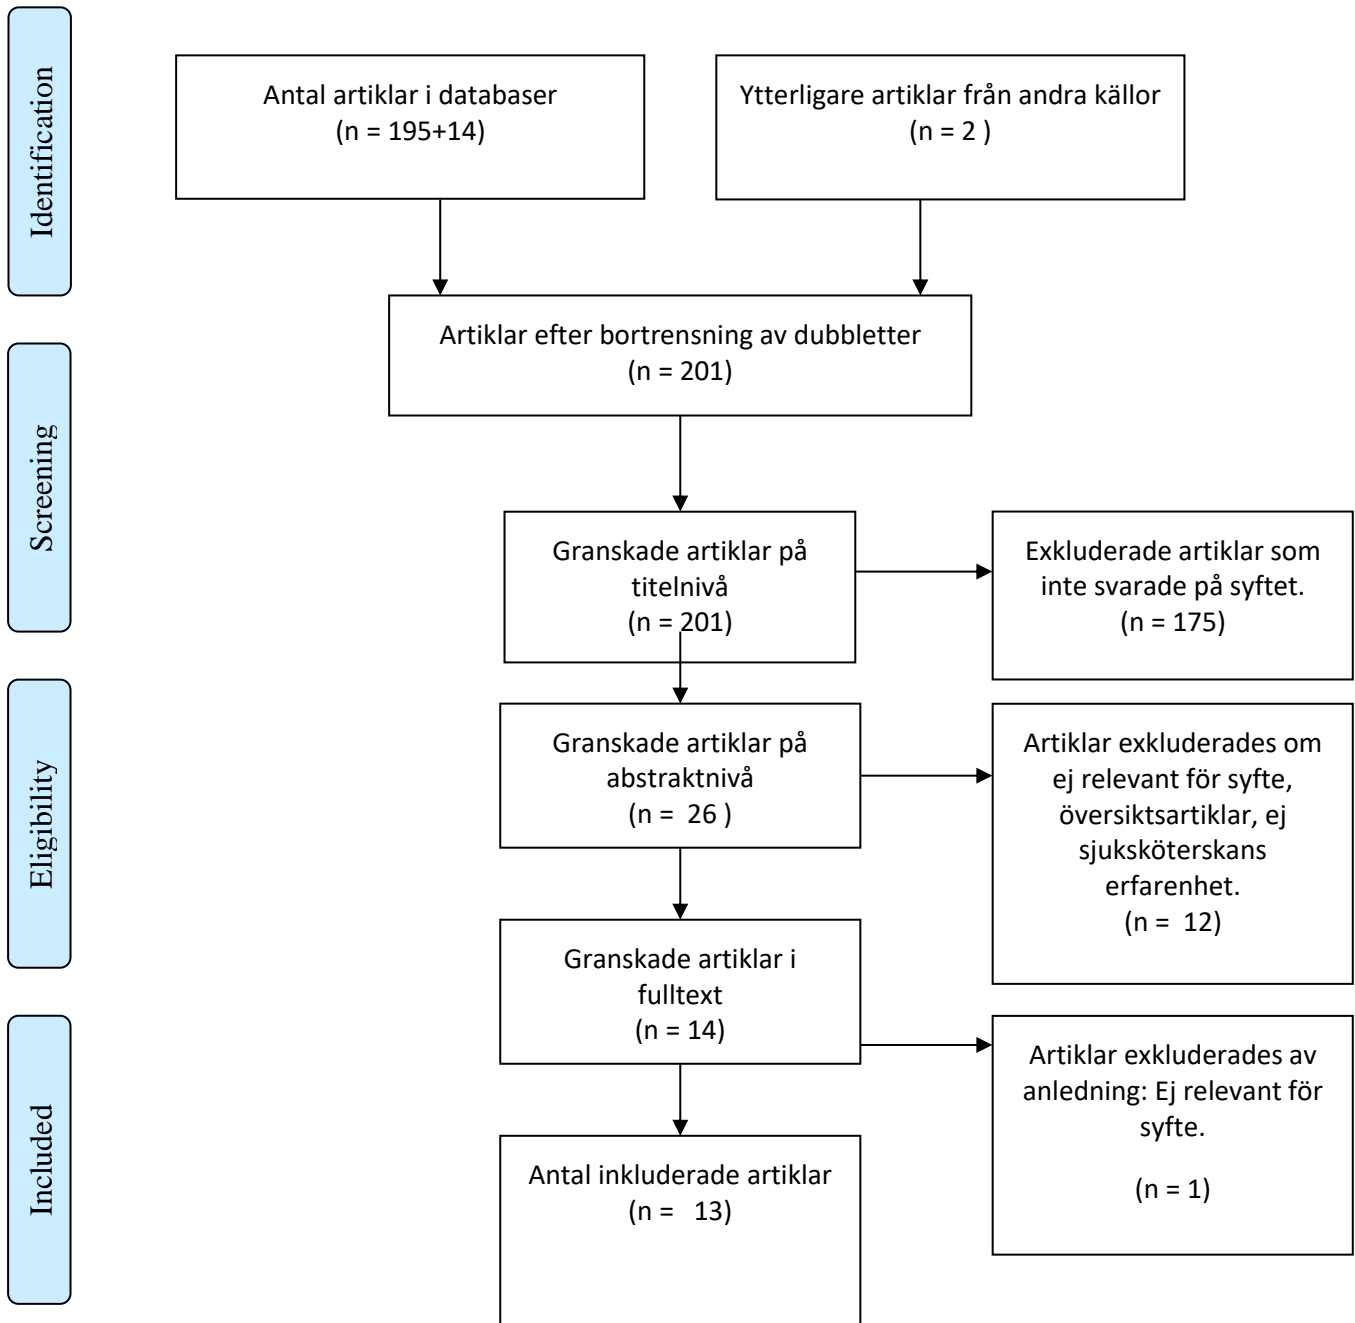 Identification
Antal artiklar i databaser
(n = 195+14)
Ytterligare artiklar från andra källor
(n = 2 )
Artiklar efter bortrensning av dubbletter
(n = 201)
Screening
Granskade artiklar på
titelnivå
(n = 201)
Exkluderade artiklar som
inte svarade på syftet.
(n = 175)
Eligibility
Granskade artiklar på
abstraktnivå
(n = 26 )
Artiklar exkluderades om
ej relevant för syfte,
översiktsartiklar, ej
sjuksköterskans
erfarenhet.
(n = 12)
Granskade artiklar i
fulltext
(n = 14)
Included
Artiklar exkluderades av
anledning: Ej relevant för
syfte.
(n = 1)
Antal inkluderade artiklar
(n = 13)